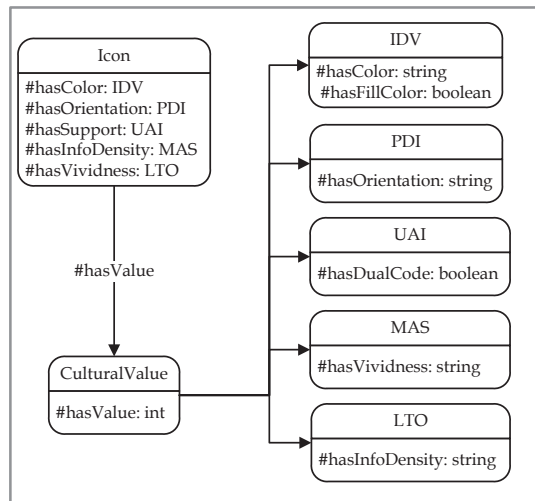 Icon
#hasColor: IDV
#hasOrientation: PDI
#hasSupport: UAI
#hasInfoDensity: MAS
#hasVividness: LTO
#hasValue
CulturalValue
#hasValue: int
IDV
#hasColor: string
#hasFillColor: boolean
PDI
#hasOrientation: string
UAI
#hasDualCode: boolean
MAS
#hasVividness: string
LTO
#hasInfoDensity: string